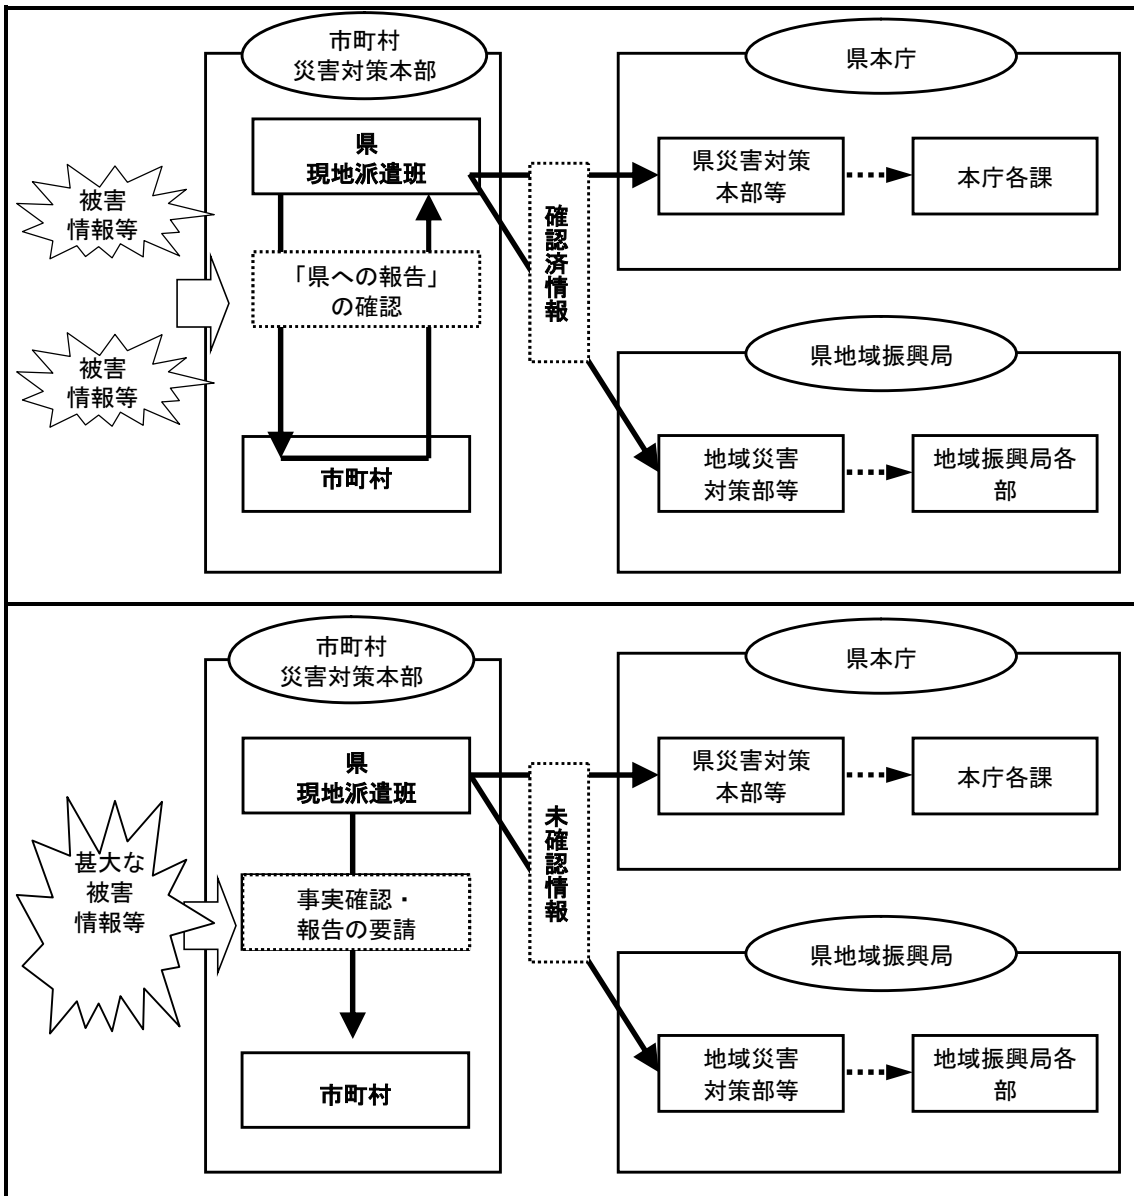 市町村
災害対策本部
県本庁
県
現地派遣班
県災害対策
本部等
本庁各課
被害
情報等
確認済情報
「県への報告」
の確認
被害
情報等
県地域振興局
市町村
地域災害
対策部等
地域振興局各
部
市町村
災害対策本部
県本庁
県
現地派遣班
県災害対策
本部等
本庁各課
未確認情報
甚大な
被害
情報等
事実確認・
報告の要請
県地域振興局
市町村
地域災害
対策部等
地域振興局各
部